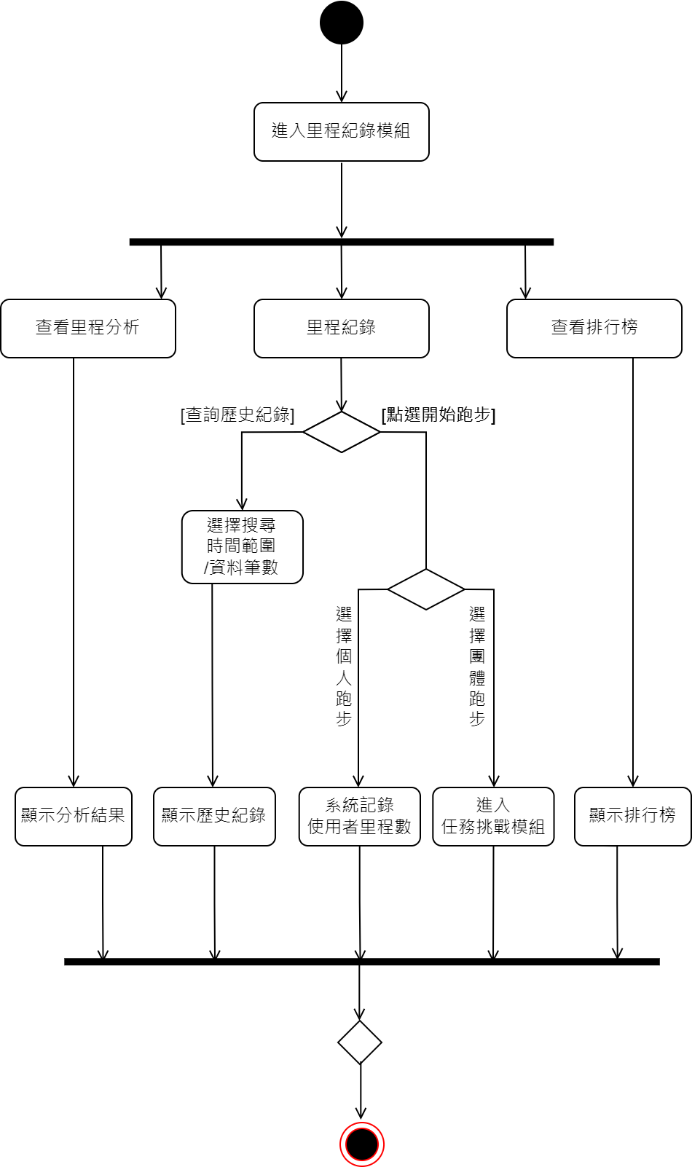 進入里程紀錄模組
查看里程分析
里程紀錄
查看排行榜
[查詢歷史紀錄]
[點選開始跑步]
選擇搜尋
時間範圍
/資料筆數
選擇個人跑步
選擇團體跑步
顯示分析結果
顯示歷史紀錄
系統記錄
使用者里程數
進入
任務挑戰模組
顯示排行榜